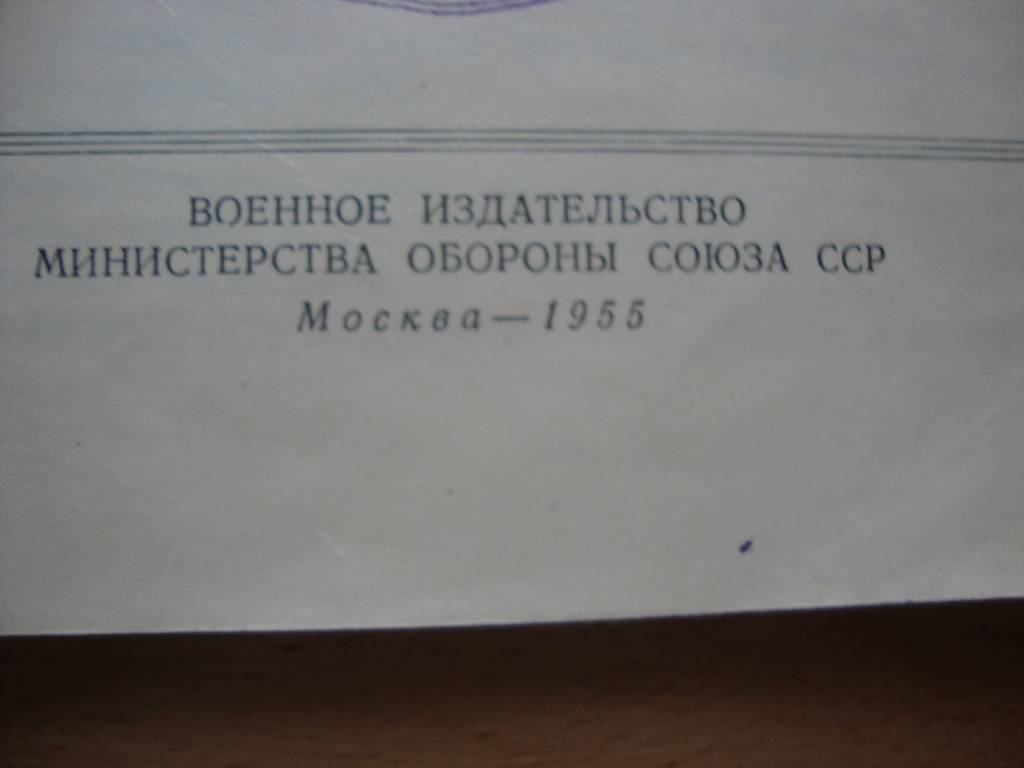 ВОЕННОЕ ИЗДАТЕЛЬСТВО
МИНИСТЕРСТВА ОБОРОНЫ СОЮЗА ССР
Москва — 1955